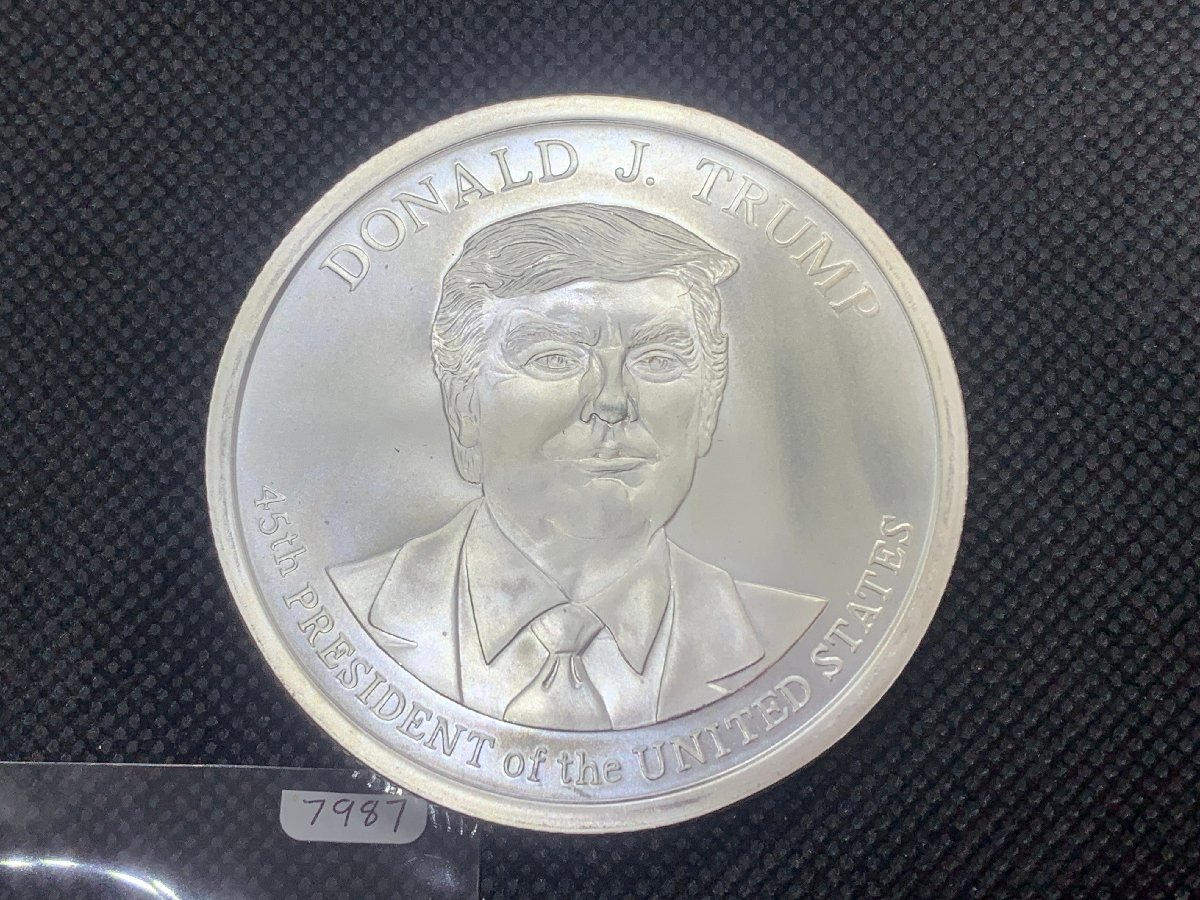 DONALD J. TRUMP
45th PRESIDENT of the UNITED STATES
7987